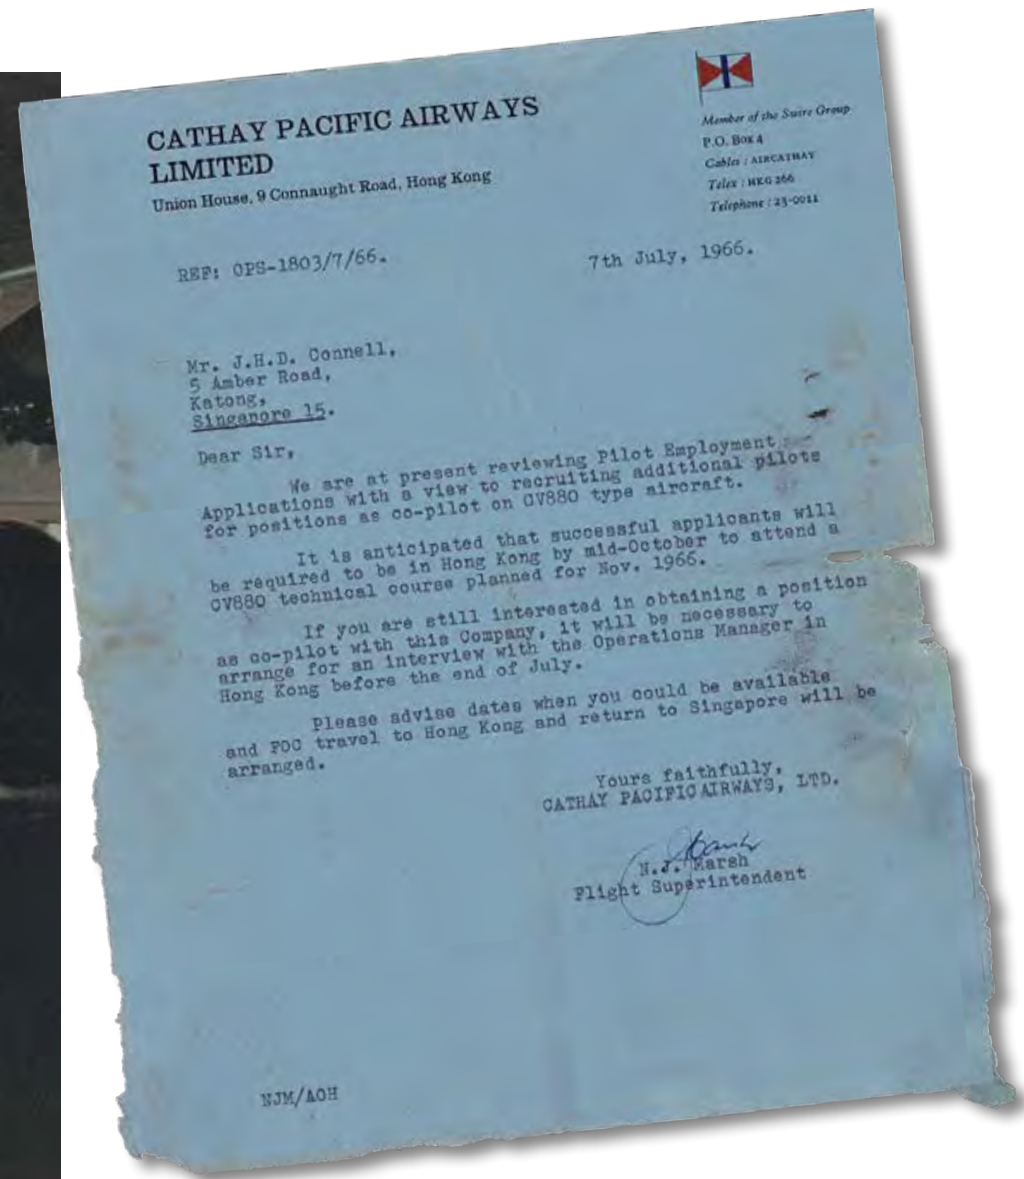 CATHAY PACIFIC AIRWAYS
LIMITED
Union House, 9 Connaught Road, Hong Kong
Member of the Swire Group
P.O. Box 4
Cables : AIRCATHAY
Telex : HKG 266
Telephone : 23-0011
REF: OPS-1803/7/66.
7th July, 1966.
Mr. J.H.D. Connell,
5 Amber Road,
Katong,
Singapore 15.
Dear Sir,
We are at present reviewing Pilot Employment
Applications with a view to recruiting additional pilots
for positions as co-pilot on CV880 type aircraft.
It is anticipated that successful applicants will
be required to be in Hong Kong by mid-October to attend a
CV880 technical course planned for Nov. 1966.
If you are still interested in obtaining a position
as co-pilot with this Company, it will be necessary to
arrange for an interview with the Operations Manager in
Hong Kong before the end of July.
Please advise dates when you could be available
and FOC travel to Hong Kong and return to Singapore will be
arranged.
Yours faithfully,
CATHAY PACIFIC AIRWAYS, LTD.
N.J. Marsh
Flight Superintendent
NJM/AOH